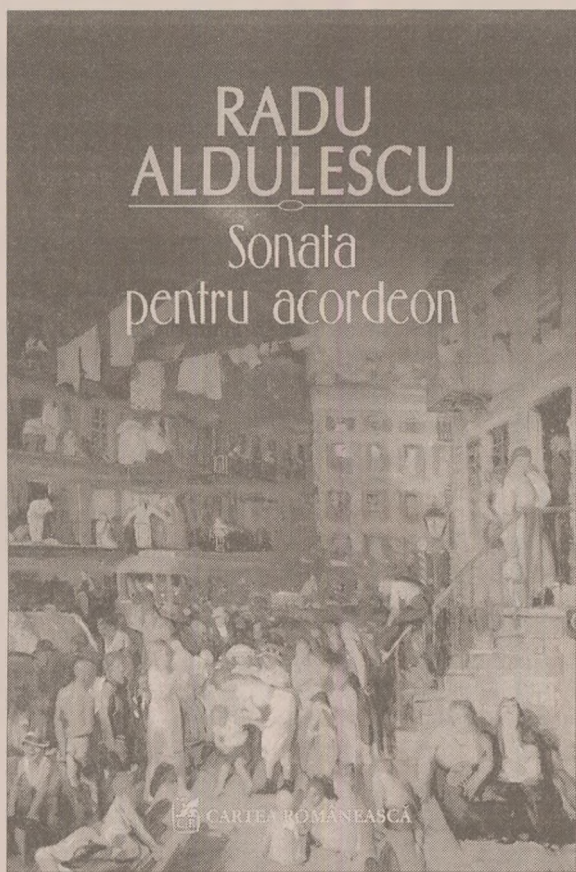 RADU
ALDULESCU
Sonata
pentru acordeon
CARTEA ROMÂNEASCĂ